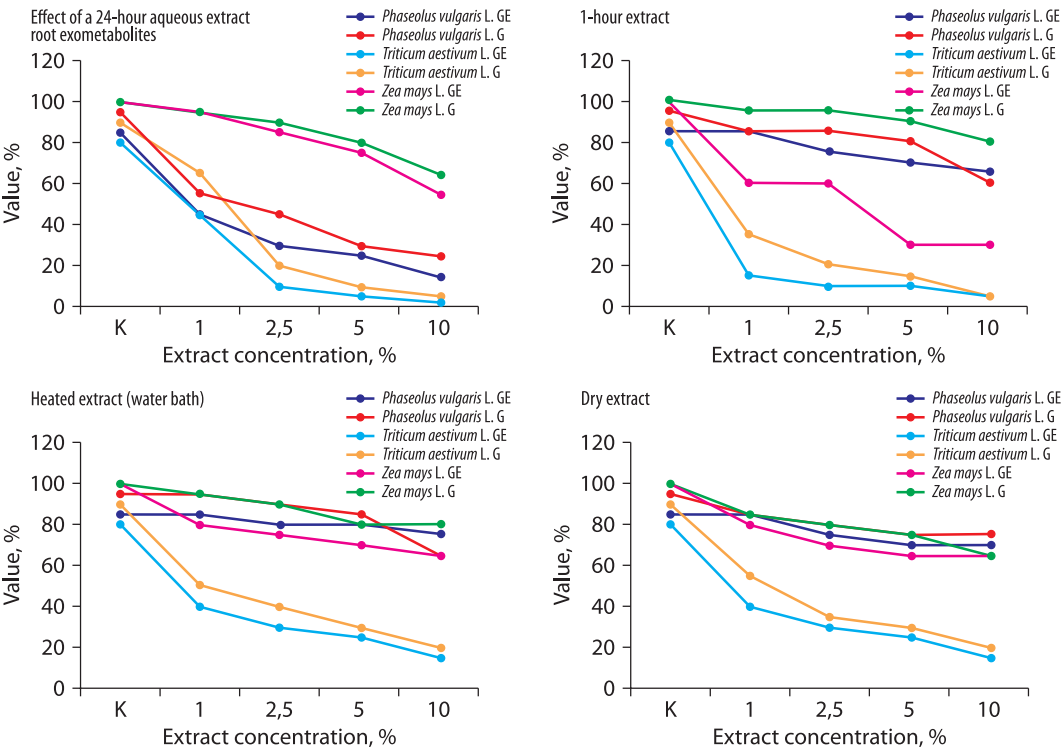 Effect of a 24-hour aqueous extract
root exometabolites
Phaseolus vulgaris L. GE
Phaseolus vulgaris L. G
Triticum aestivum L. GE
Triticum aestivum L. G
Zea mays L. GE
Zea mays L. G
Value, %
120
100
80
60
40
20
0
K 1 2,5 5 10
Extract concentration, %
1-hour extract
Phaseolus vulgaris L. GE
Phaseolus vulgaris L. G
Triticum aestivum L. GE
Triticum aestivum L. G
Zea mays L. GE
Zea mays L. G
Value, %
120
100
80
60
40
20
0
K 1 2,5 5 10
Extract concentration, %
Heated extract (water bath)
Phaseolus vulgaris L. GE
Phaseolus vulgaris L. G
Triticum aestivum L. GE
Triticum aestivum L. G
Zea mays L. GE
Zea mays L. G
Value, %
120
100
80
60
40
20
0
K 1 2,5 5 10
Extract concentration, %
Dry extract
Phaseolus vulgaris L. GE
Phaseolus vulgaris L. G
Triticum aestivum L. GE
Triticum aestivum L. G
Zea mays L. GE
Zea mays L. G
Value, %
120
100
80
60
40
20
0
K 1 2,5 5 10
Extract concentration, %